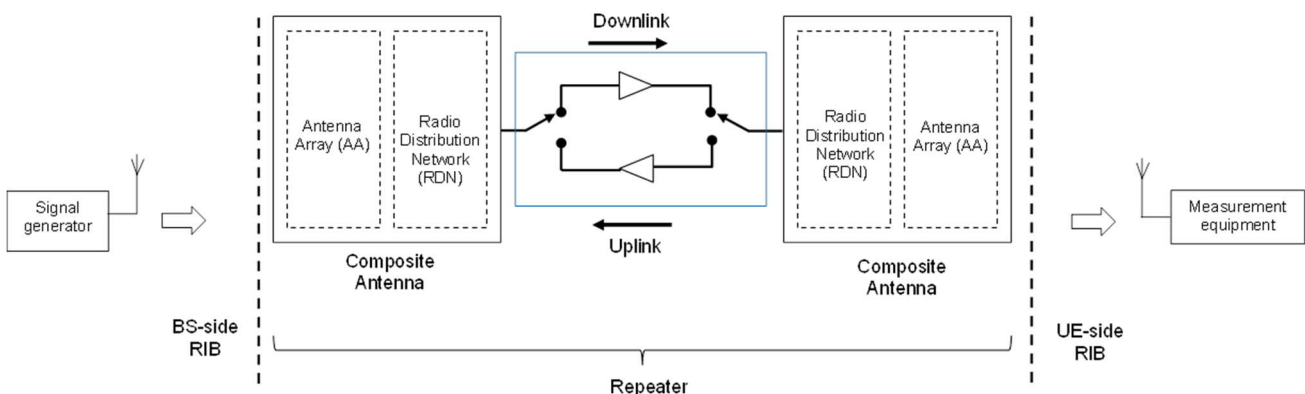 Downlink
Antenna
Array (AA)
Radio
Distribution
Network
(RDN)
Radio
Distribution
Network
(RDN)
Antenna
Array (AA)
Signal
generator
Measurement
equipment
Uplink
Composite
Antenna
Composite
Antenna
BS-side
RIB
UE-side
RIB
Repeater